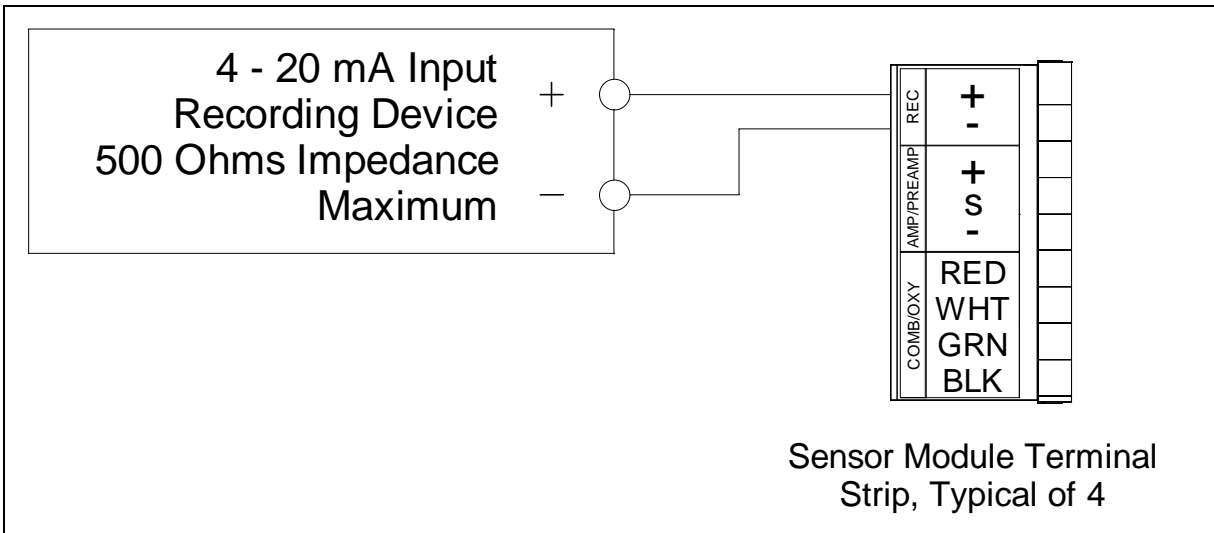 4 - 20 mA Input
Recording Device
500 Ohms Impedance
Maximum
+
−
REC
+
-
AMP/PREAMP
+
S
-
COMB/OXY
RED
WHT
GRN
BLK
Sensor Module Terminal
Strip, Typical of 4